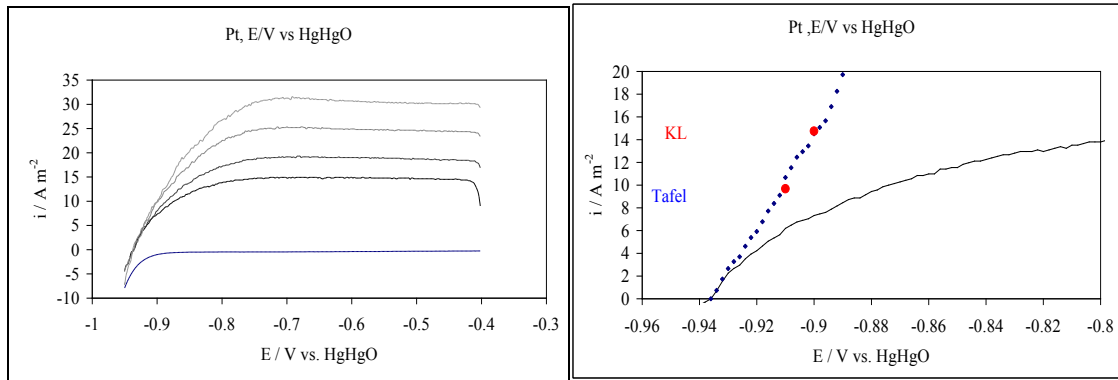 Pt, E/V vs HgHgO
35
30
25
20
15
10
5
0
-5
-10
-1 -0.9 -0.8 -0.7 -0.6 -0.5 -0.4 -0.3
i / A m-2
E / V vs. HgHgO
Pt ,E/V vs HgHgO
20
18
16
14
12
10
8
6
4
2
0
KL
Tafel
-0.96 -0.94 -0.92 -0.9 -0.88 -0.86 -0.84 -0.82 -0.8
i / A m-2
E / V vs. HgHgO